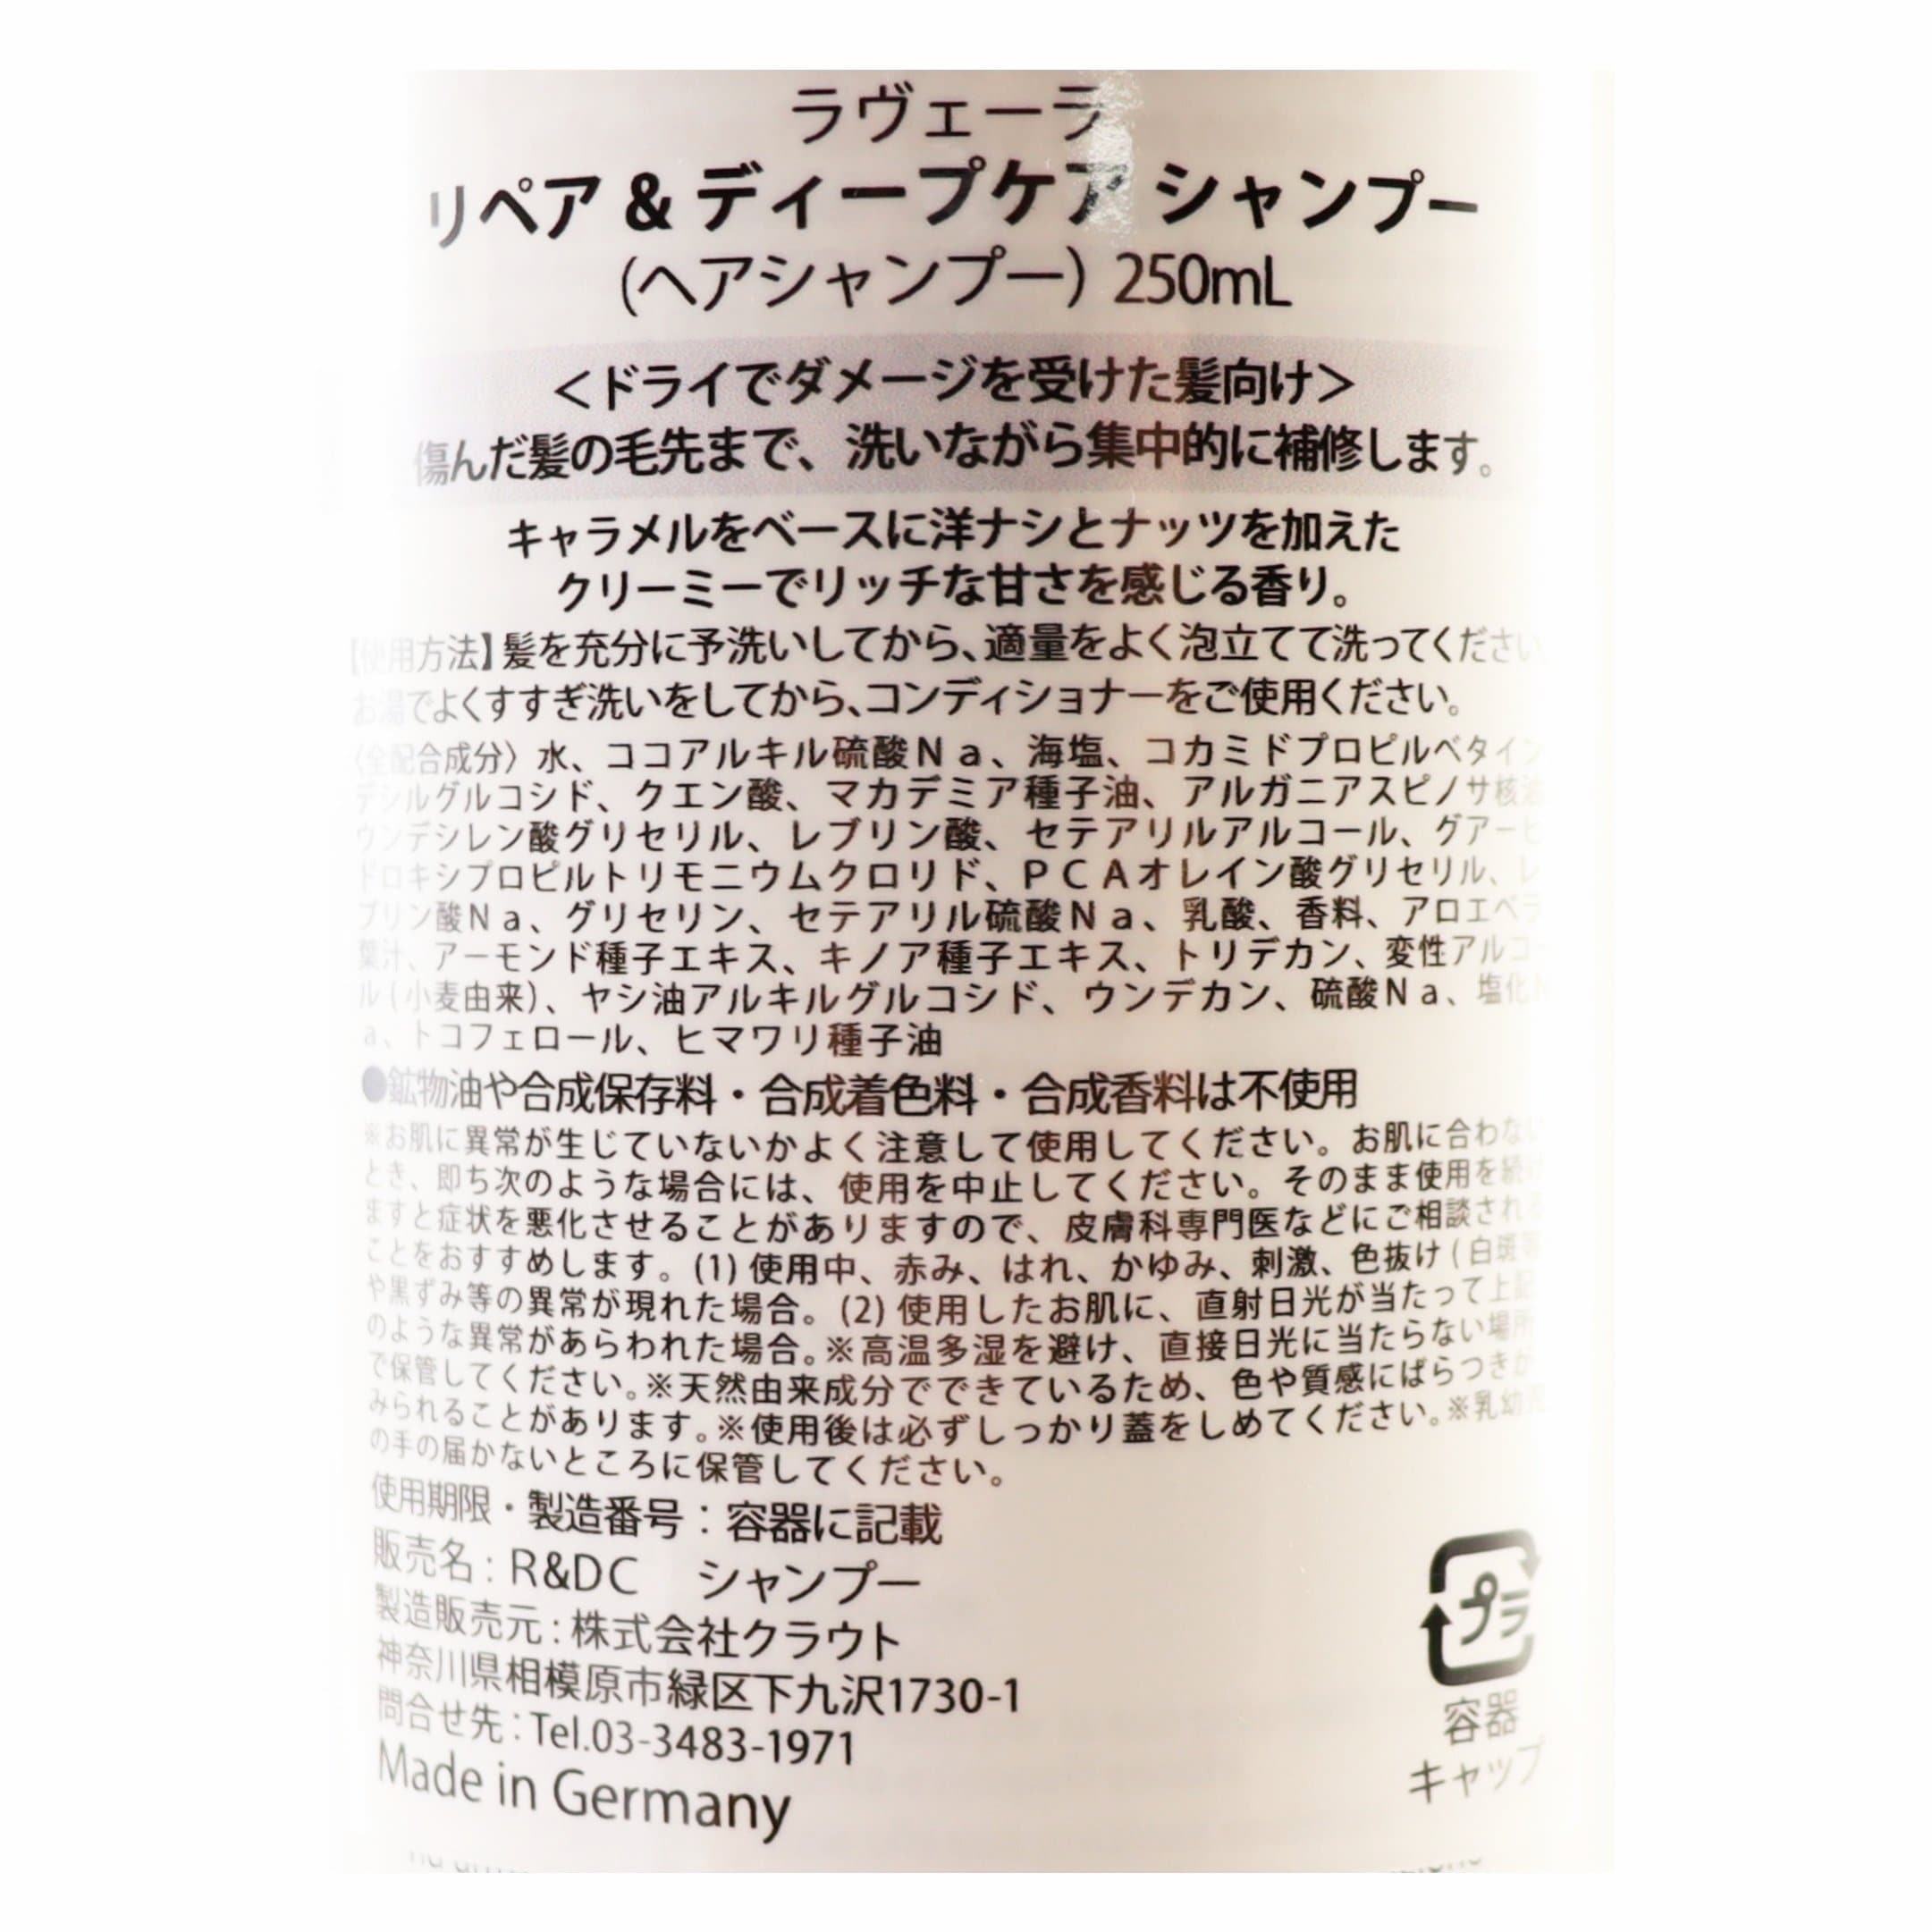 ラヴェーラ
リペア & ディープケア シャンプー
(ヘアシャンプー) 250mL
＜ドライでダメージを受けた髪向け＞
傷んだ髪の毛先まで、洗いながら集中的に補修します。
キャラメルをベースに洋ナシとナッツを加えた
クリーミーでリッチな甘さを感じる香り。
【使用方法】髪を充分に予洗いしてから、適量をよく泡立てて洗ってください
お湯でよくすすぎ洗いをしてから、コンディショナーをご使用ください。
〈全配合成分〉水、ココアルキル硫酸Ｎａ、海塩、コカミドプロピルベタイン
デシルグルコシド、クエン酸、マカデミア種子油、アルガニアスピノサ核油
ウンデシレン酸グリセリル、レブリン酸、セテアリルアルコール、グアーヒ
ドロキシプロピルトリモニウムクロリド、ＰＣＡオレイン酸グリセリル、レ
ブリン酸Ｎａ、グリセリン、セテアリル硫酸Ｎａ、乳酸、香料、アロエベラ
葉汁、アーモンド種子エキス、キノア種子エキス、トリデカン、変性アルコー
ル(小麦由来)、ヤシ油アルキルグルコシド、ウンデカン、硫酸Ｎａ、塩化Ｎ
ａ、トコフェロール、ヒマワリ種子油
●鉱物油や合成保存料・合成着色料・合成香料は不使用
※お肌に異常が生じていないかよく注意して使用してください。お肌に合わない
とき、即ち次のような場合には、使用を中止してください。そのまま使用を続け
ますと症状を悪化させることがありますので、皮膚科専門医などにご相談される
ことをおすすめします。(1) 使用中、赤み、はれ、かゆみ、刺激、色抜け (白斑等
や黒ずみ等の異常が現れた場合。(2) 使用したお肌に、直射日光が当たって上記
のような異常があらわれた場合。※高温多湿を避け、直接日光に当たらない場所
で保管してください。※天然由来成分でできているため、色や質感にばらつきが
みられることがあります。※使用後は必ずしっかり蓋をしめてください。※乳幼児
の手の届かないところに保管してください。
使用期限・製造番号：容器に記載
販売名：R&DC　シャンプー
製造販売元：株式会社クラウト
神奈川県相模原市緑区下九沢1730-1
問合せ先：Tel.03-3483-1971
Made in Germany
プラ
容器
キャップ